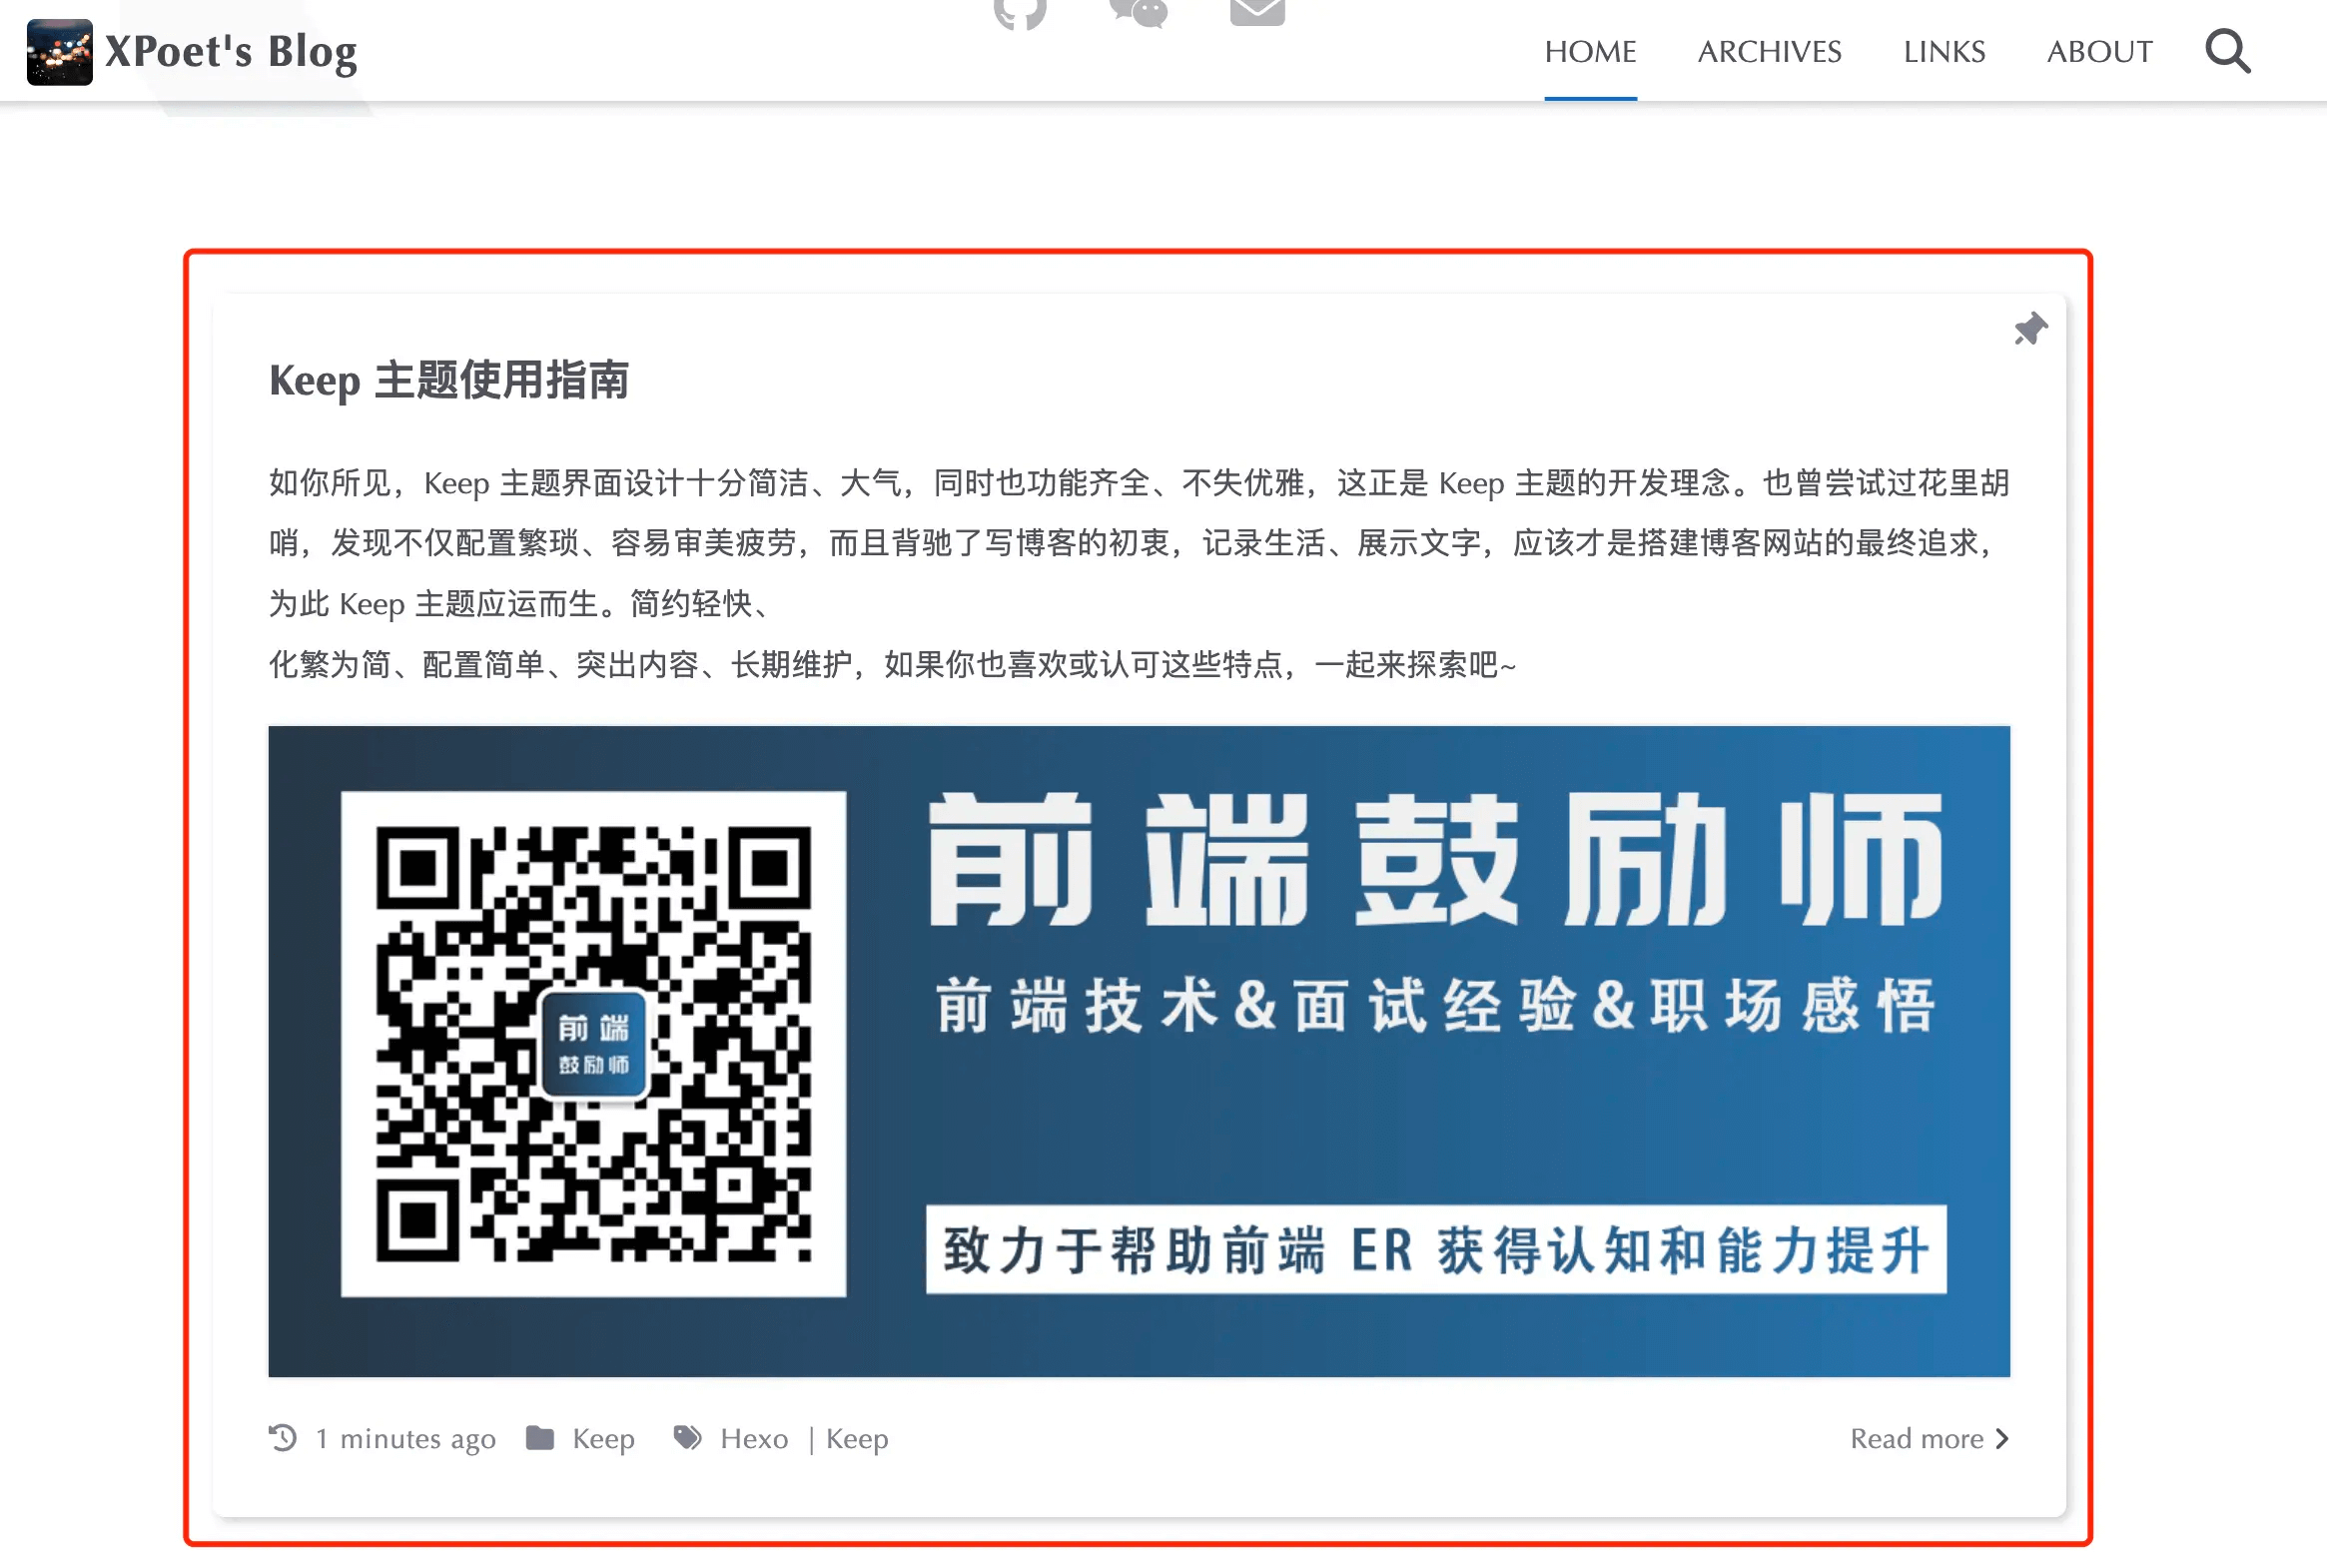 XPoet's Blog
HOME
ARCHIVES
LINKS
ABOUT
Keep 主题使用指南
如你所见，Keep 主题界面设计十分简洁、大气，同时也功能齐全、不失优雅，这正是 Keep 主题的开发理念。也曾尝试过花里胡
哨，发现不仅配置繁琐、容易审美疲劳，而且背驰了写博客的初衷，记录生活、展示文字，应该才是搭建博客网站的最终追求，
为此 Keep 主题应运而生。简约轻快、
化繁为简、配置简单、突出内容、长期维护，如果你也喜欢或认可这些特点，一起来探索吧~
前端鼓励师
前端技术&面试经验&职场感悟
前端
鼓励师
致力于帮助前端 ER 获得认知和能力提升
1 minutes ago
Keep
Hexo | Keep
Read more